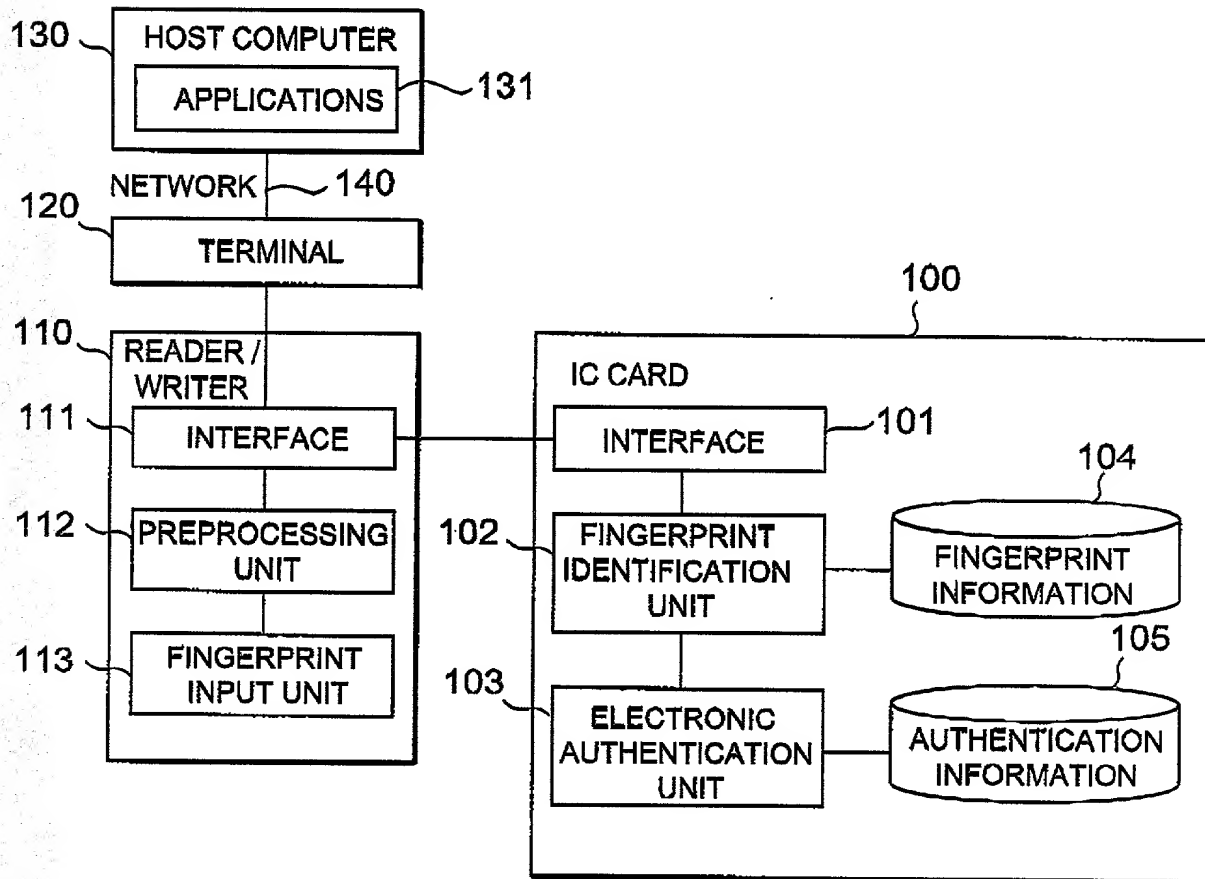 130
HOST COMPUTER
APPLICATIONS
131
NETWORK
140
120
TERMINAL
100
110
READER /
WRITER
IC CARD
111
INTERFACE
INTERFACE
101
104
112
PREPROCESSING
UNIT
102
FINGERPRINT
IDENTIFICATION
UNIT
FINGERPRINT
INFORMATION
113
FINGERPRINT
INPUT UNIT
105
103
ELECTRONIC
AUTHENTICATION
UNIT
AUTHENTICATION
INFORMATION